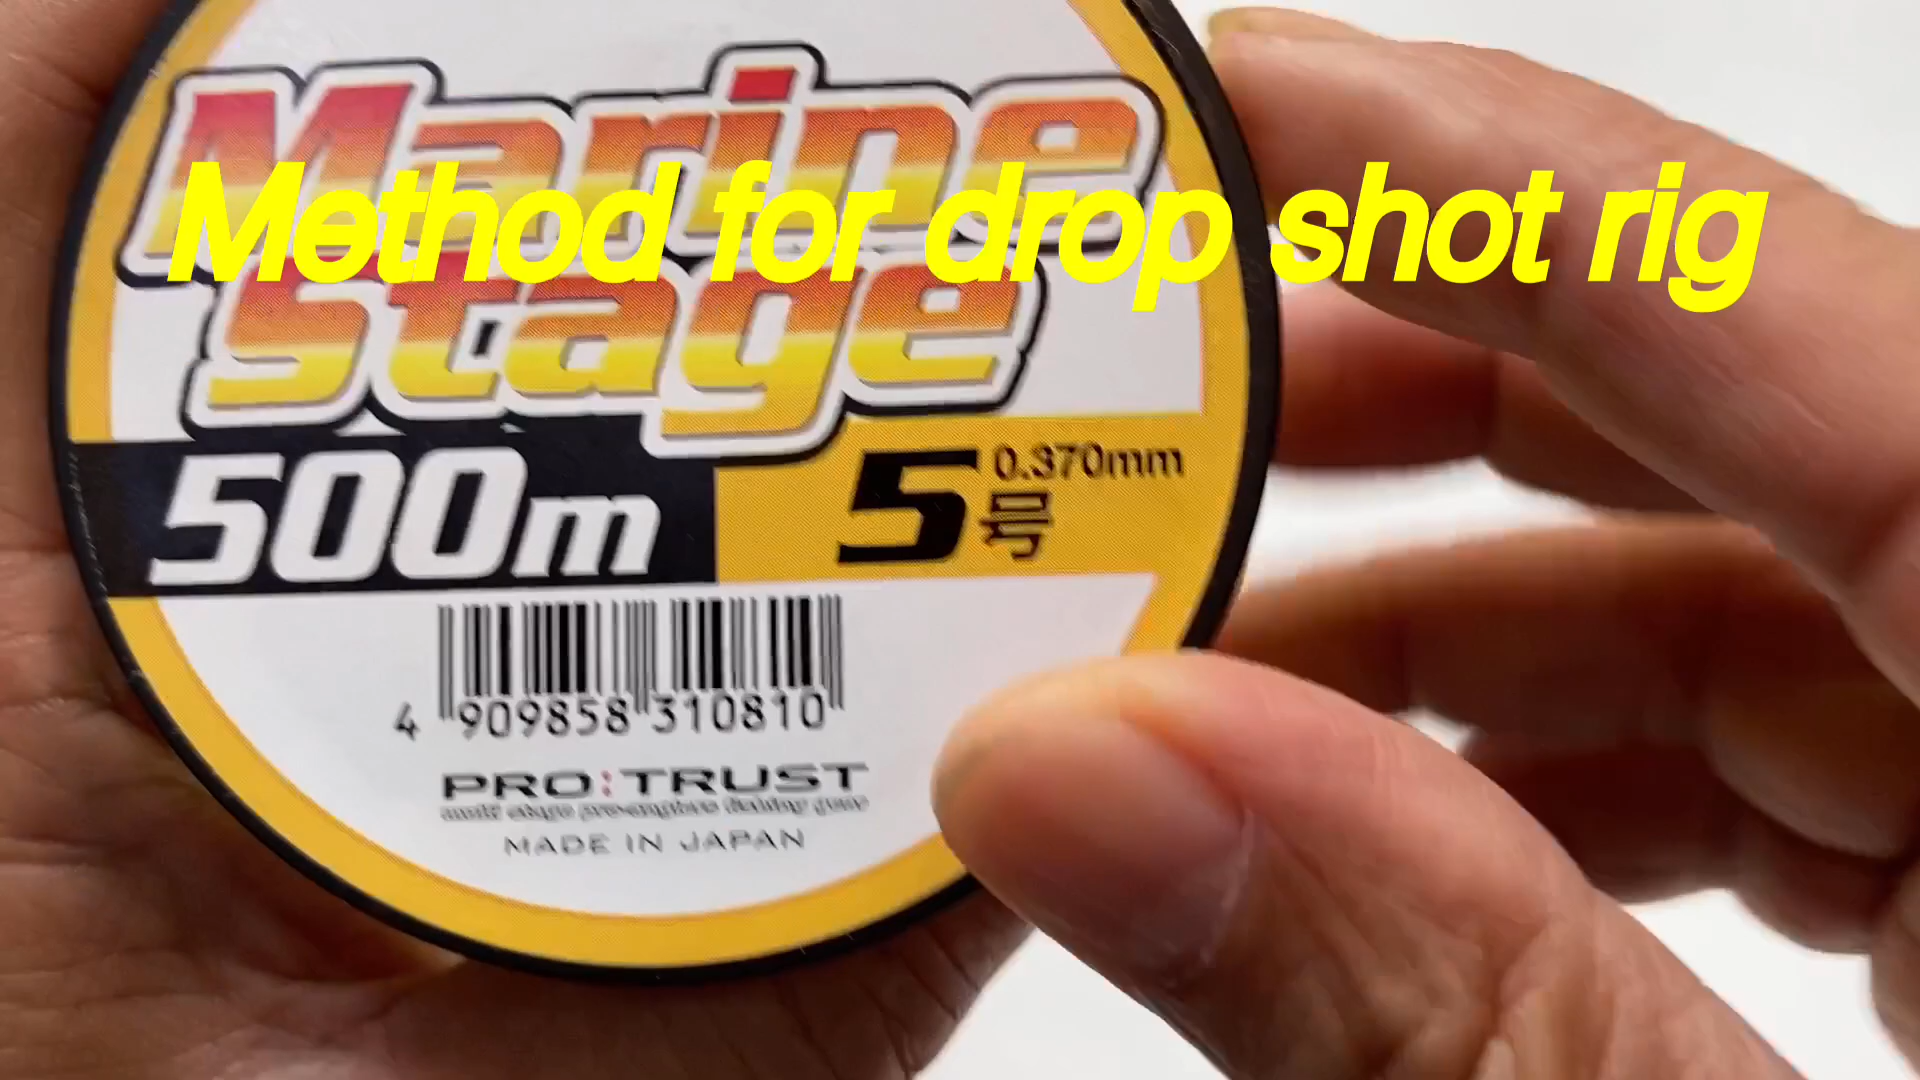 Marine
Method for drop shot rig
Stage
500m
5号
0.370mm
4 909858 310810
PRO:TRUST
MADE IN JAPAN